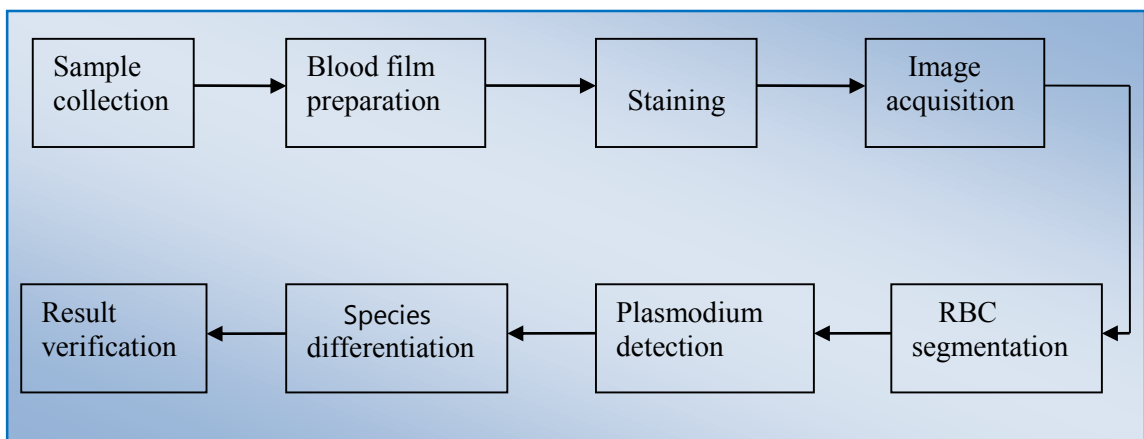 Sample
collection
Blood film
preparation
Staining
Image
acquisition
RBC
segmentation
Plasmodium
detection
Species
differentiation
Result
verification